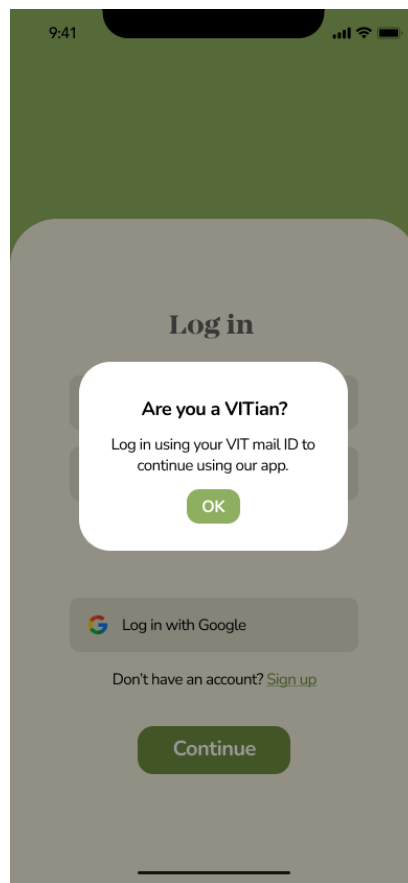 9:41
Log in
Are you a VITian?
Log in using your VIT mail ID to
continue using our app.
OK
Log in with Google
Don't have an account? Sign up
Continue